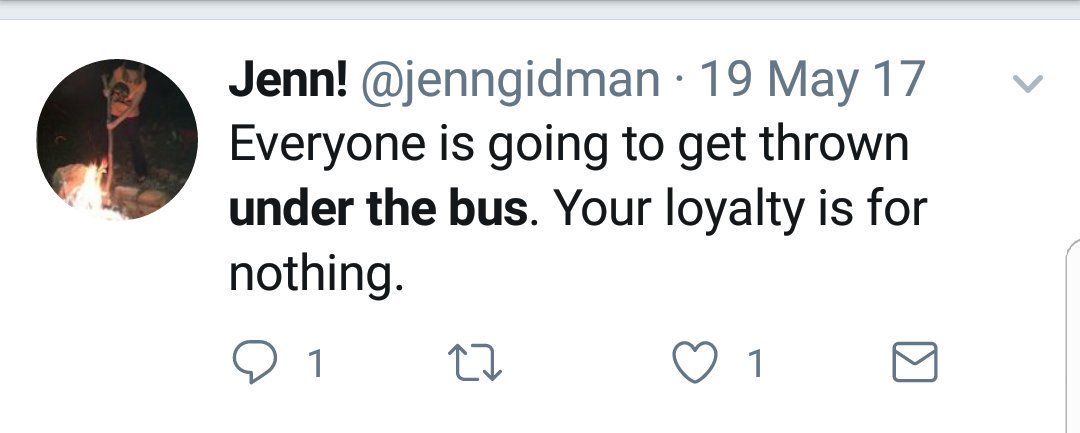 Jenn! @jenngidman · 19 May 17
Everyone is going to get thrown
under the bus. Your loyalty is for
nothing.
1 1